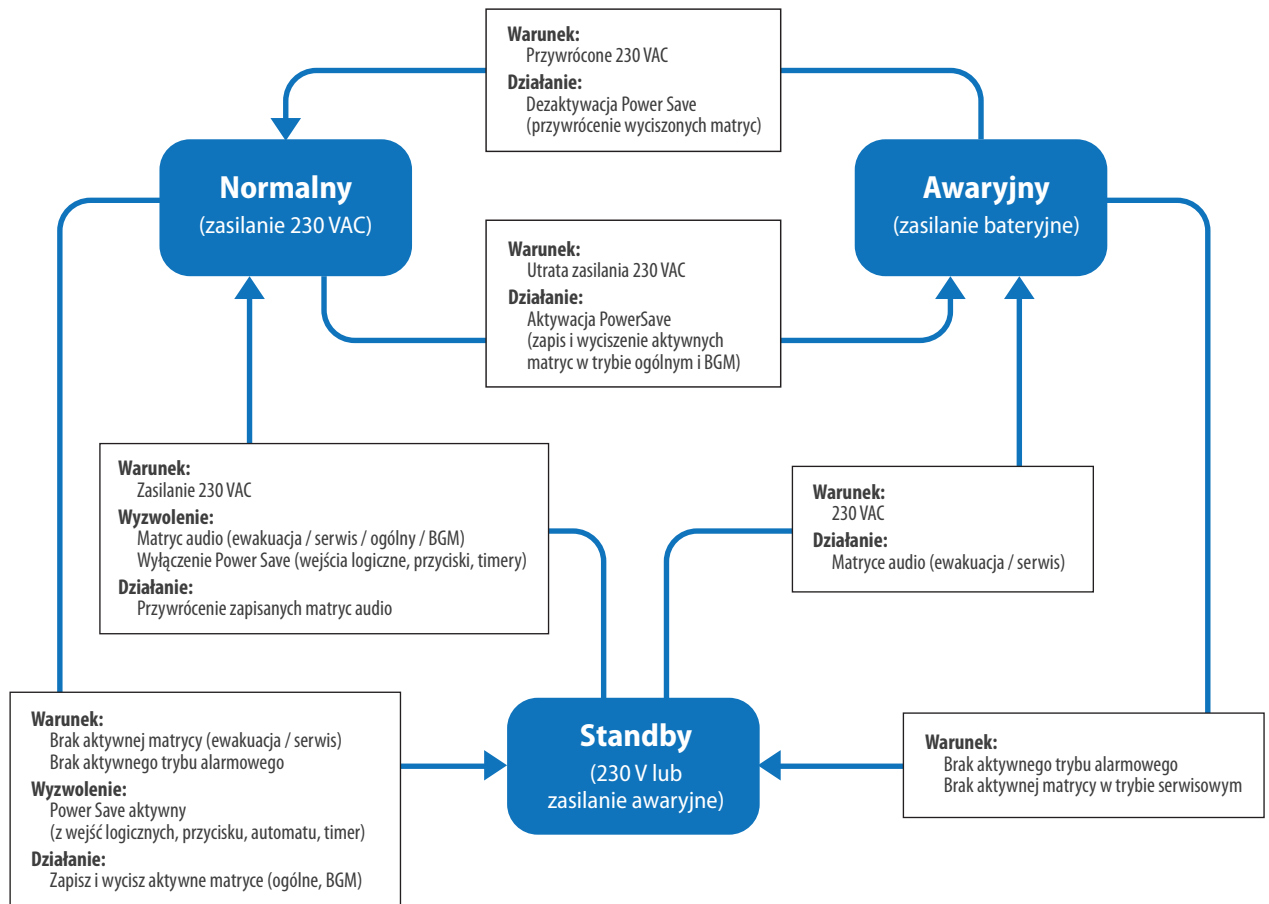 Warunek:
Przywrócone 230 VAC
Działanie:
Dezaktywacja Power Save
(przywrócenie wyciszonych matryc)
Normalny
(zasilanie 230 VAC)
Awaryjny
(zasilanie bateryjne)
Warunek:
Utrata zasilania 230 VAC
Działanie:
Aktywacja PowerSave
(zapis i wyciszenie aktywnych
matryc w trybie ogólnym i BGM)
Warunek:
Zasilanie 230 VAC
Wyzwolenie:
Matryc audio (ewakuacja / serwis / ogólny / BGM)
Wyłączenie Power Save (wejścia logiczne, przyciski, timery)
Działanie:
Przywrócenie zapisanych matryc audio
Warunek:
230 VAC
Działanie:
Matryce audio (ewakuacja / serwis)
Warunek:
Brak aktywnej matrycy (ewakuacja / serwis)
Brak aktywnego trybu alarmowego
Wyzwolenie:
Power Save aktywny
(z wejść logicznych, przycisku, automatu, timer)
Działanie:
Zapisz i wycisz aktywne matryce (ogólne, BGM)
Standby
(230 V lub
zasilanie awaryjne)
Warunek:
Brak aktywnego trybu alarmowego
Brak aktywnej matrycy w trybie serwisowym